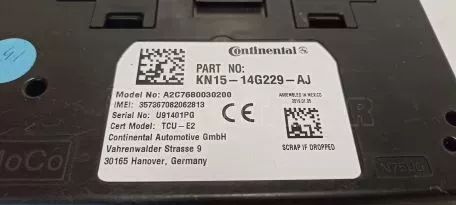 Continental
PART NO:
KN15-14G229-AJ
Model No: A2C7680030200
IMEI: 357367082062813
Serial No: U91401PG
Cert Model: TCU-E2
Continental Automotive GmbH
Vahrenwalder Strasse 9
30165 Hanover, Germany
CE
ASSEMBLED IN MEXICO
SCRAP IF DROPPED